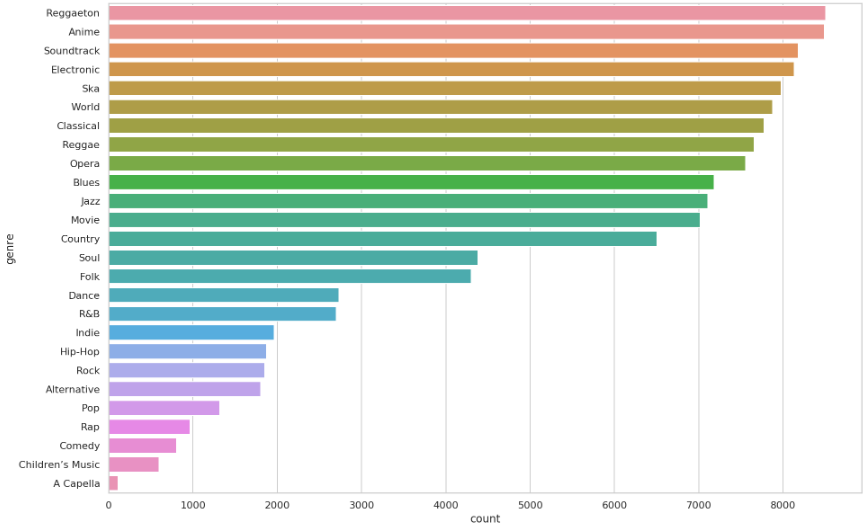 Reggaeton
Anime
Soundtrack
Electronic
Ska
World
Classical
Reggae
Opera
Blues
Jazz
Movie
Country
Soul
Folk
Dance
R&B
Indie
Hip-Hop
Rock
Alternative
Pop
Rap
Comedy
Children’s Music
A Capella
genre
0 1000 2000 3000 4000 5000 6000 7000 8000
count